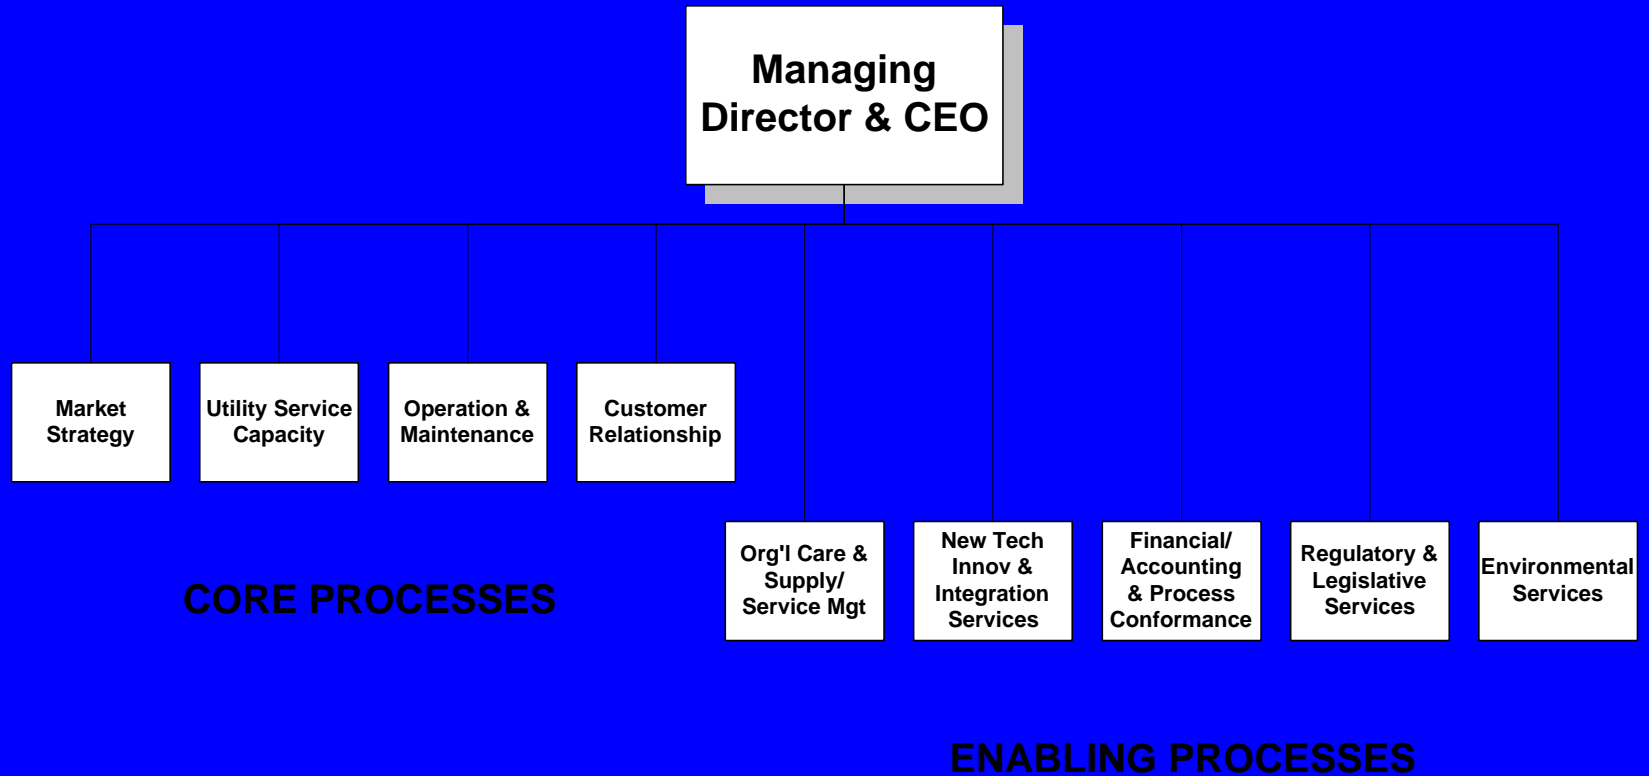 Managing
Director & CEO
Market
Strategy
Utility Service
Capacity
Operation &
Maintenance
Customer
Relationship
Org'l Care &
Supply/
Service Mgt
New Tech
Innov &
Integration
Services
Financial/
Accounting
& Process
Conformance
Regulatory &
Legislative
Services
Environmental
Services
CORE PROCESSES
ENABLING PROCESSES